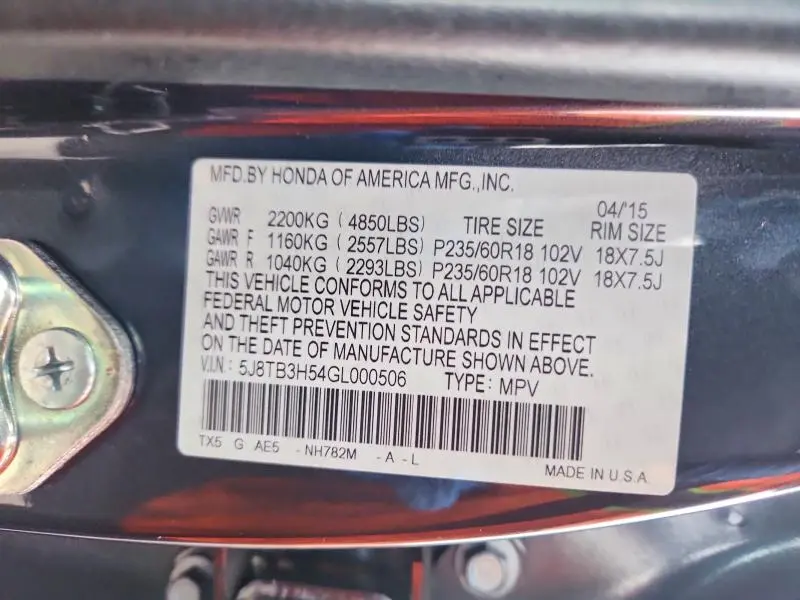 MFD.BY HONDA OF AMERICA MFG.,INC.
04/'15
GVWR 2200KG ( 4850LBS) TIRE SIZE RIM SIZE
GAWR F 1160KG ( 2557LBS) P235/60R18 102V 18X7.5J
GAWR R 1040KG ( 2293LBS) P235/60R18 102V 18X7.5J
THIS VEHICLE CONFORMS TO ALL APPLICABLE
FEDERAL MOTOR VEHICLE SAFETY
AND THEFT PREVENTION STANDARDS IN EFFECT
ON THE DATE OF MANUFACTURE SHOWN ABOVE.
V.I.N.: 5J8TB3H54GL000506 TYPE: MPV
TX5 G AE5 - NH782M - A - L
MADE IN U.S.A.